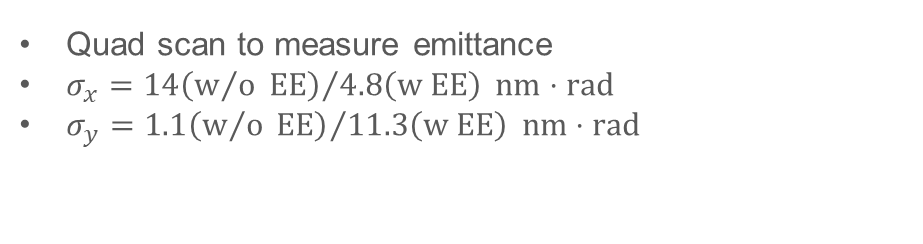 • Quad scan to measure emittance
• σₓ = 14(w/o EE)/4.8(w EE) nm · rad
• σ_y = 1.1(w/o EE)/11.3(w EE) nm · rad